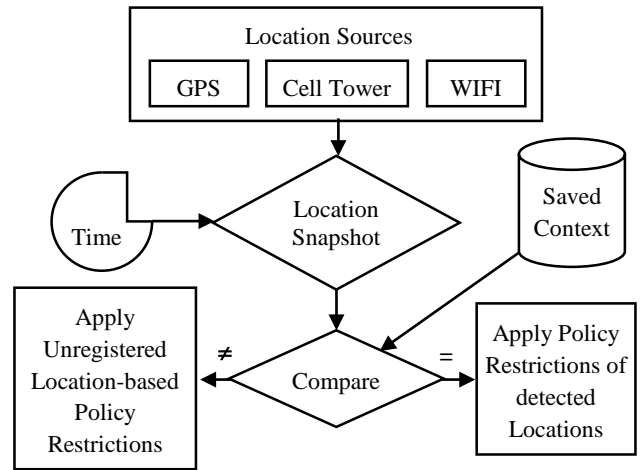 Location Sources
GPS
Cell Tower
WIFI
Time
Location
Snapshot
Saved
Context
Apply
Unregistered
Location-based
Policy
Restrictions
≠
Compare
=
Apply Policy
Restrictions of
detected
Locations